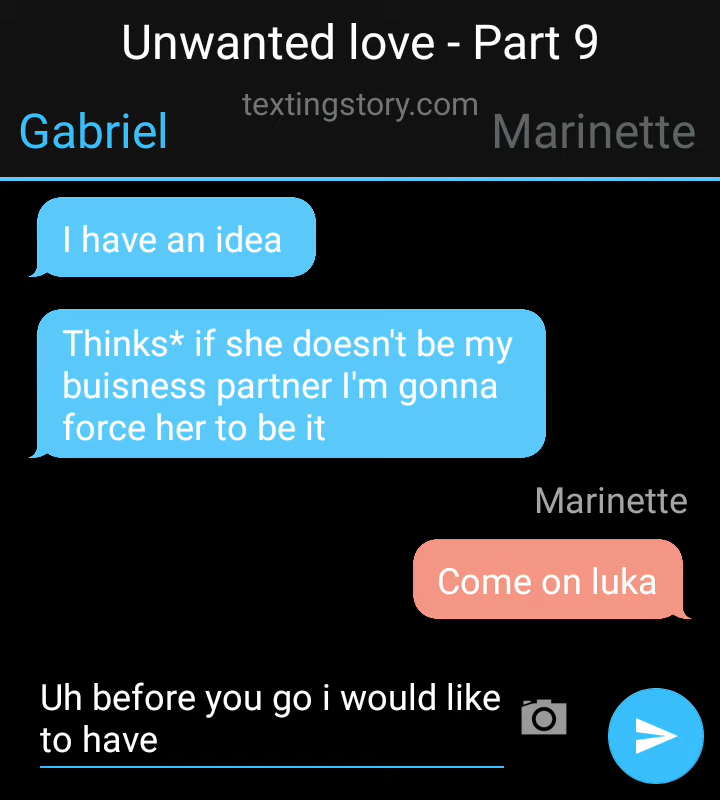 Unwanted love - Part 9
textingstory.com
Gabriel
Marinette
I have an idea
Thinks* if she doesn't be my
buisness partner I'm gonna
force her to be it
Marinette
Come on luka
Uh before you go i would like
to have